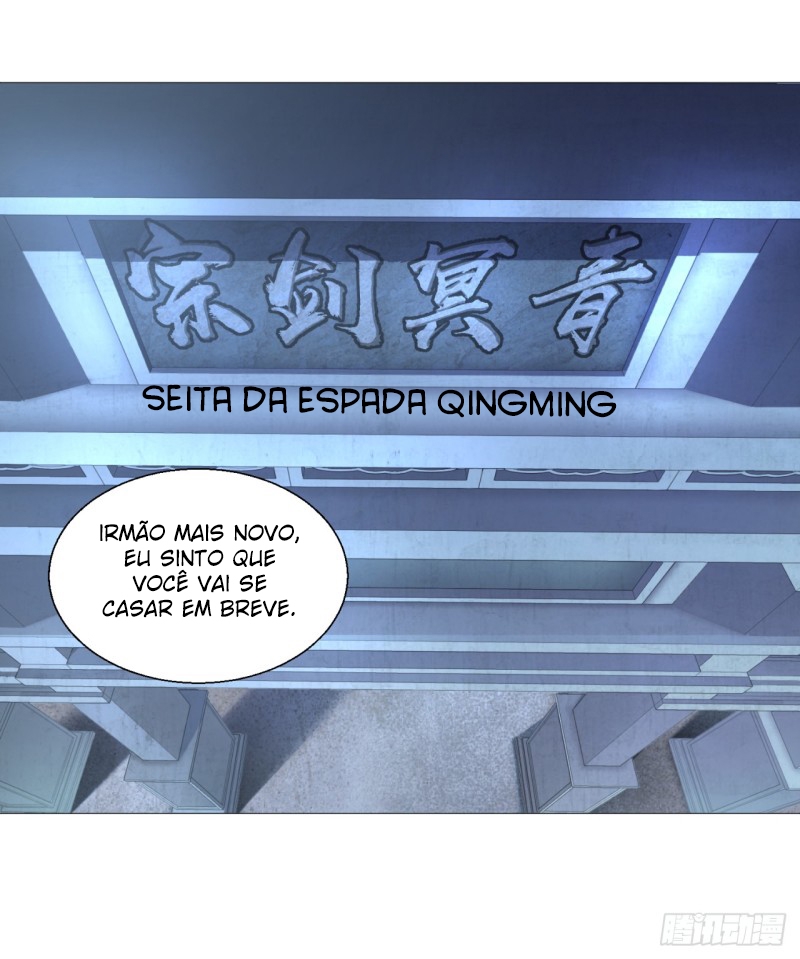 宗剑冥音
SEITA DA ESPADA QINGMING
IRMÃO MAIS NOVO,
EU SINTO QUE
VOCÊ VAI SE
CASAR EM BREVE.
腾讯动漫